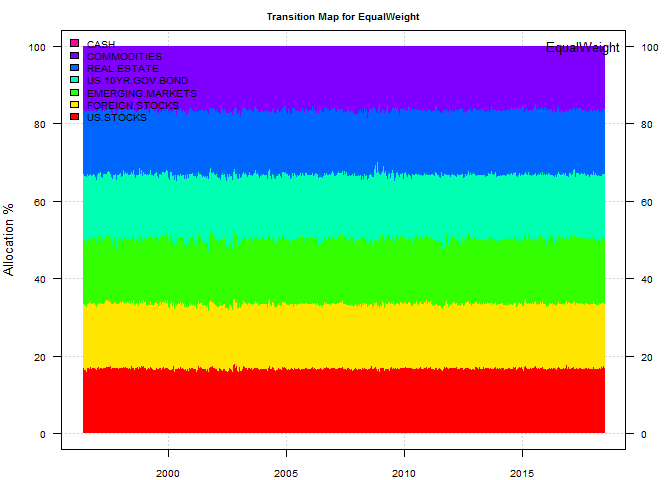 Transition Map for EqualWeight
EqualWeight
CASH
COMMODITIES
REAL.ESTATE
US.10YR.GOV.BOND
EMERGING.MARKETS
FOREIGN.STOCKS
US.STOCKS
Allocation %
100
80
60
40
20
0
100
80
60
40
20
0
2000
2005
2010
2015